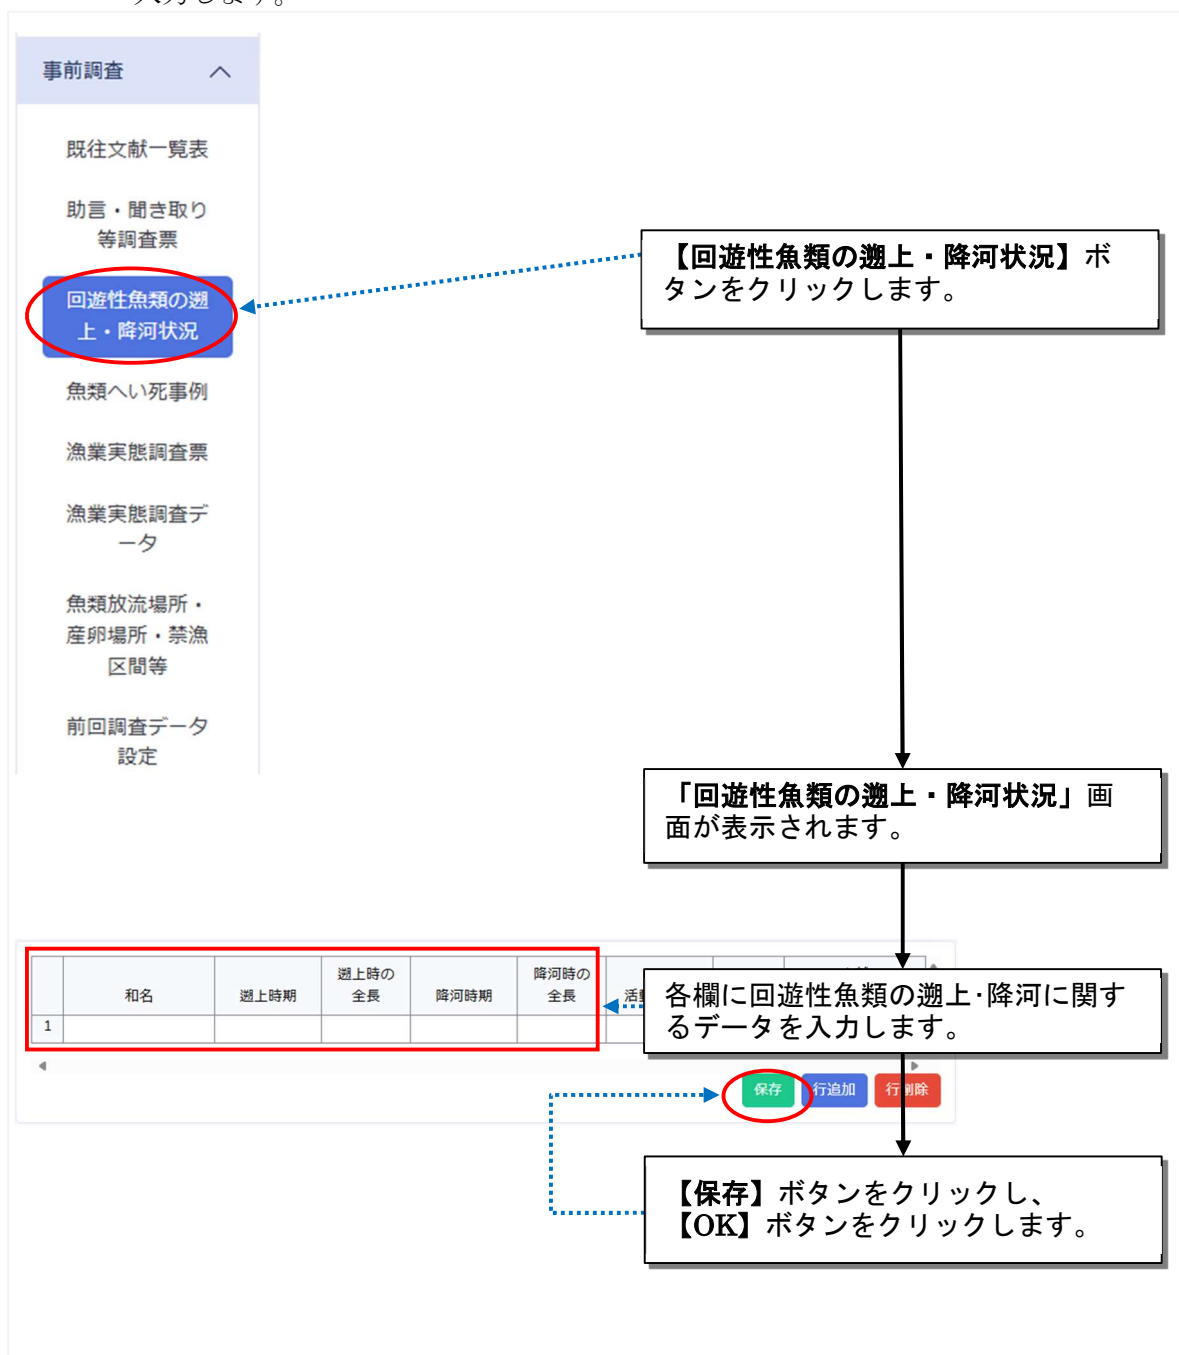 入力します。
事前調査
既往文献一覧表
助言・聞き取り
等調査票
回遊性魚類の遡
上・降河状況
魚類へい死事例
漁業実態調査票
漁業実態調査デ
ータ
魚類放流場所・
産卵場所・禁漁
区間等
前回調査データ
設定
【回遊性魚類の遡上・降河状況】ボ
タンをクリックします。
「回遊性魚類の遡上・降河状況」画
面が表示されます。
和名
遡上時期
遡上時の
全長
降河時期
降河時の
全長
1
各欄に回遊性魚類の遡上・降河に関す
るデータを入力します。
保存
行追加
行削除
【保存】ボタンをクリックし、
【OK】ボタンをクリックします。